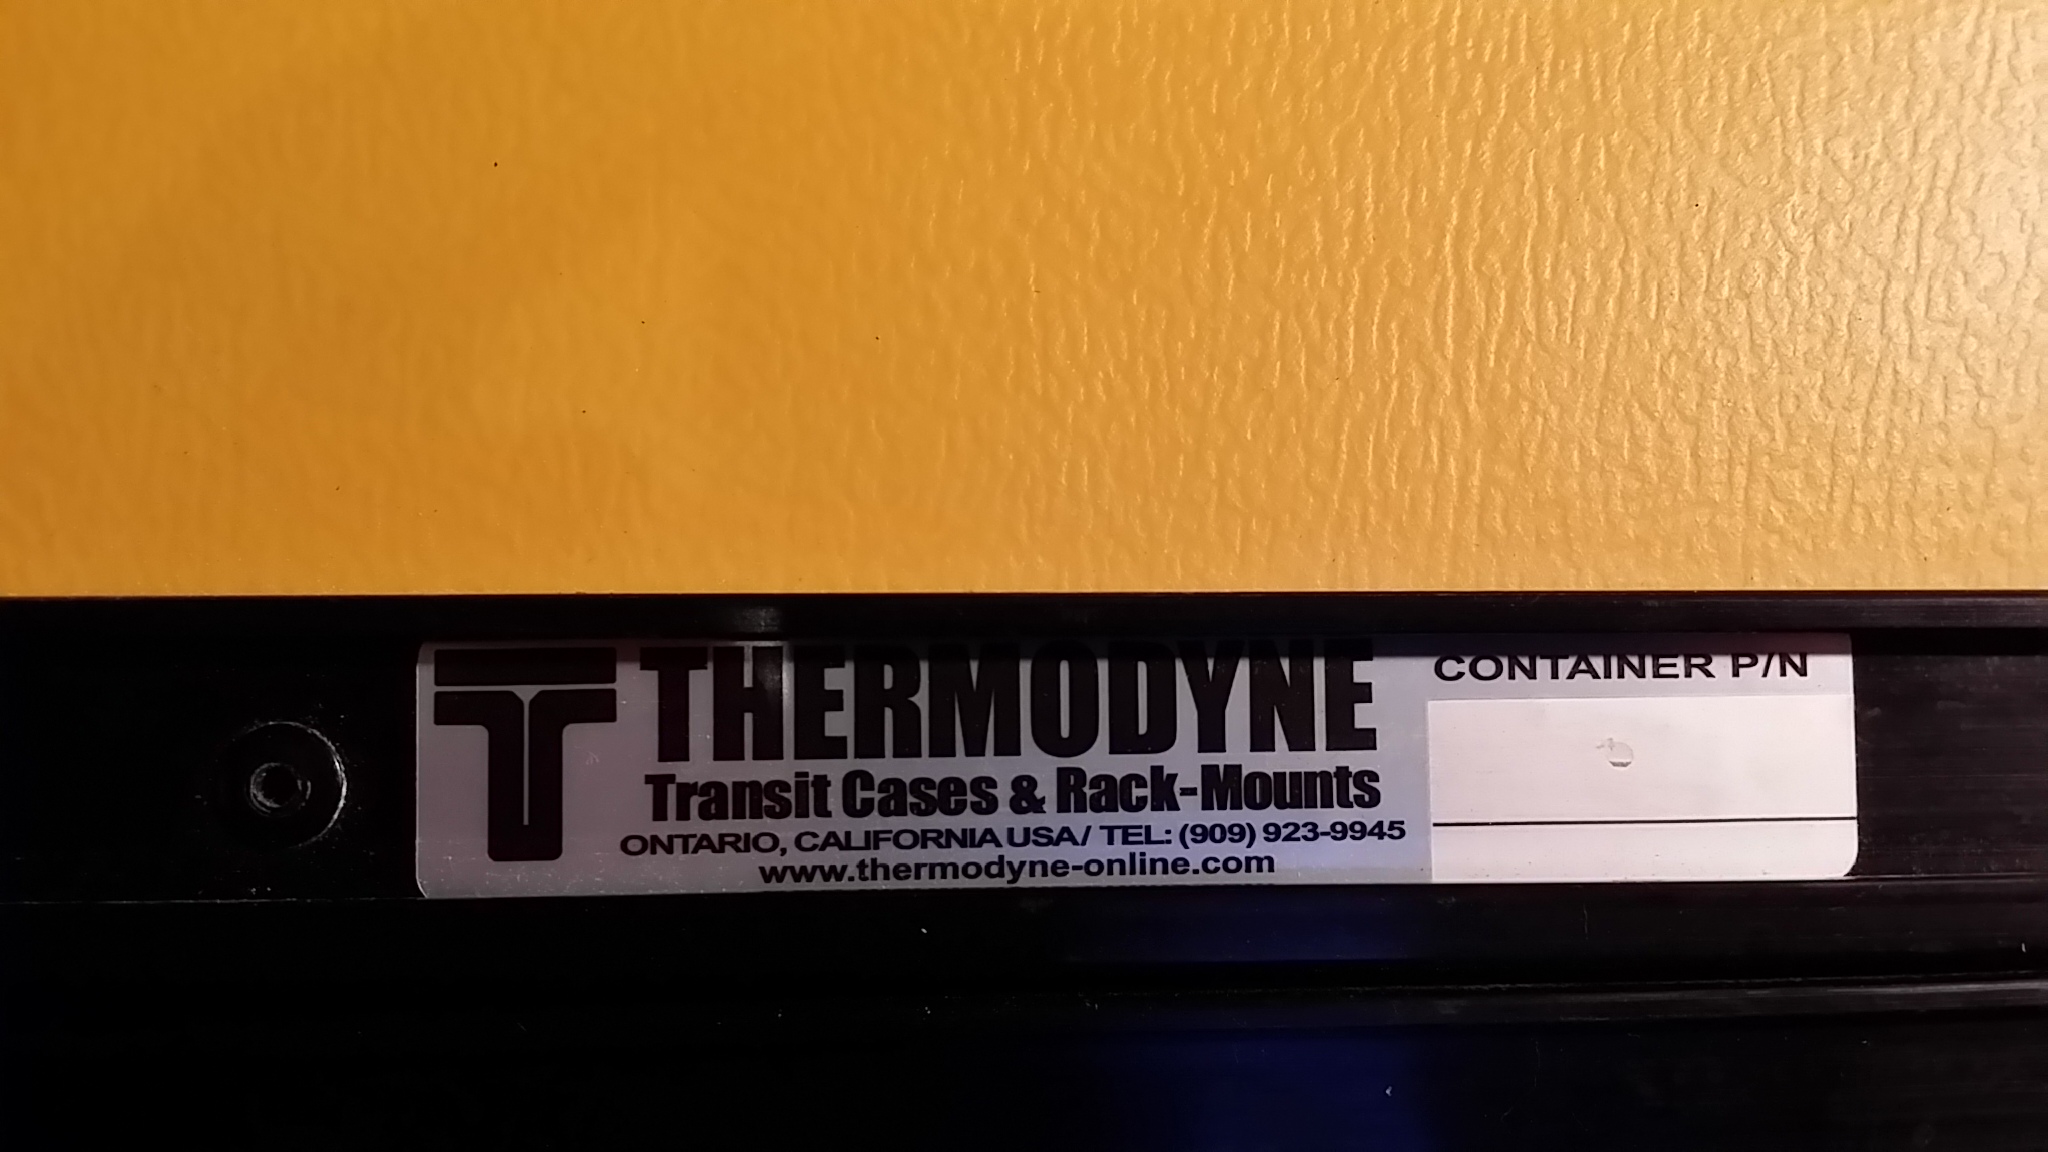 THERMODYNE
Transit Cases & Rack-Mounts
ONTARIO, CALIFORNIA USA/ TEL: (909) 923-9945
www.thermodyne-online.com
CONTAINER P/N